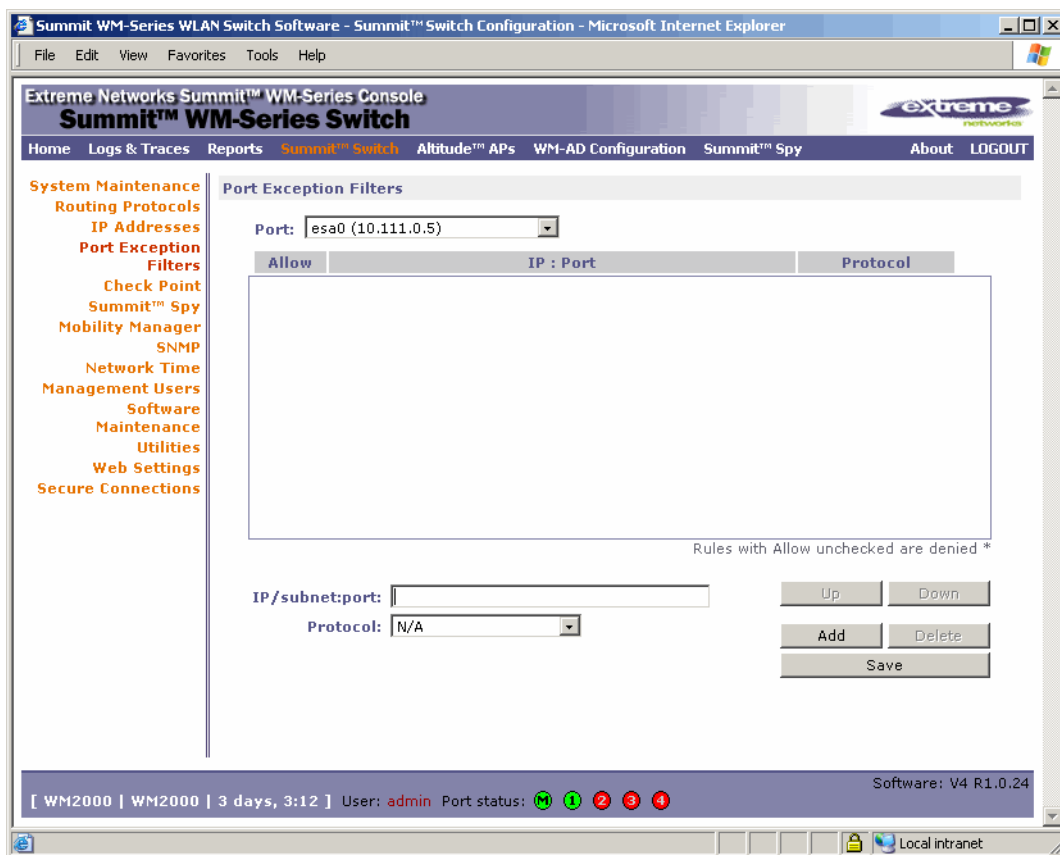 Summit WM-Series WLAN Switch Software - Summit™ Switch Configuration - Microsoft Internet Explorer
File Edit View Favorites Tools Help
Extreme Networks Summit™ WM-Series Console
Summit™ WM-Series Switch
extreme
networks
Home Logs & Traces Reports Summit™ Switch Altitude™ APs WM-AD Configuration Summit™ Spy About LOGOUT
System Maintenance
Routing Protocols
IP Addresses
Port Exception
Filters
Check Point
Summit™ Spy
Mobility Manager
SNMP
Network Time
Management Users
Software
Maintenance
Utilities
Web Settings
Secure Connections
Port Exception Filters
Port: esa0 (10.111.0.5)
Allow IP : Port Protocol
Rules with Allow unchecked are denied *
IP/subnet:port:
Protocol: N/A
Up Down
Add Delete
Save
Software: V4 R1.0.24
[ WM2000 | WM2000 | 3 days, 3:12 ] User: admin Port status: M 1 2 3 4
Local intranet